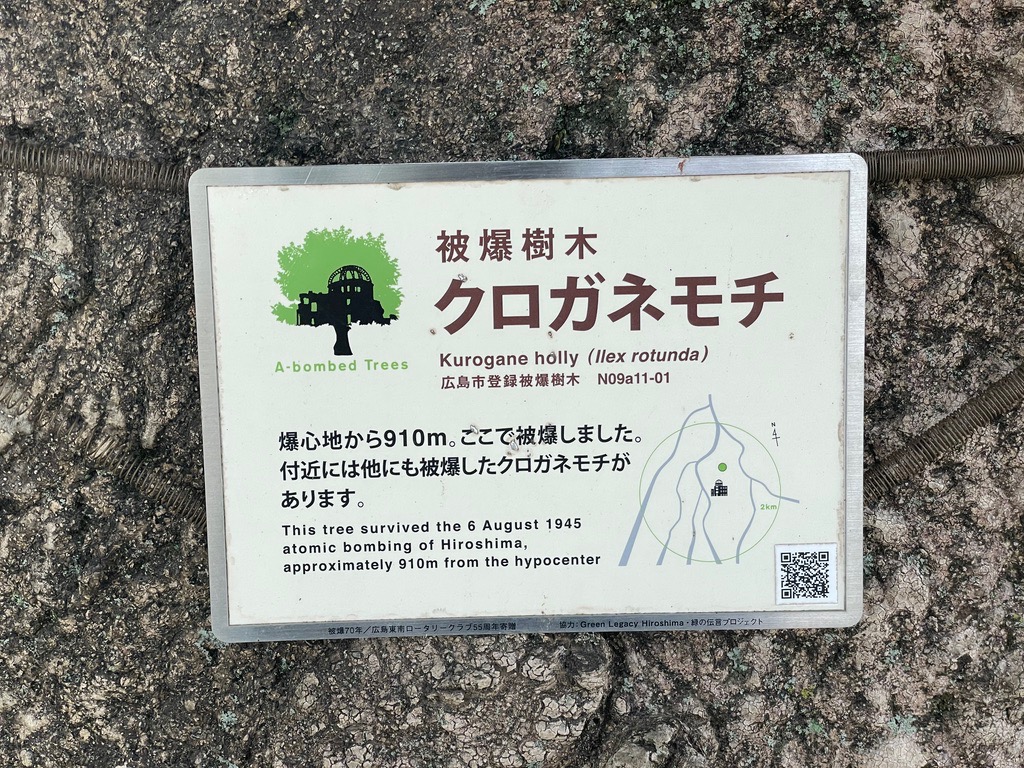 被爆樹木
クロガネモチ
A-bombed Trees
Kurogane holly (Ilex rotunda)
広島市登録被爆樹木 N09a11-01
爆心地から910m。ここで被爆しました。
付近には他にも被爆したクロガネモチが
あります。
This tree survived the 6 August 1945
atomic bombing of Hiroshima,
approximately 910m from the hypocenter
N
2km
被爆70年／広島東南ロータリークラブ55周年寄贈
協力：Green Legacy Hiroshima・緑の伝言プロジェクト